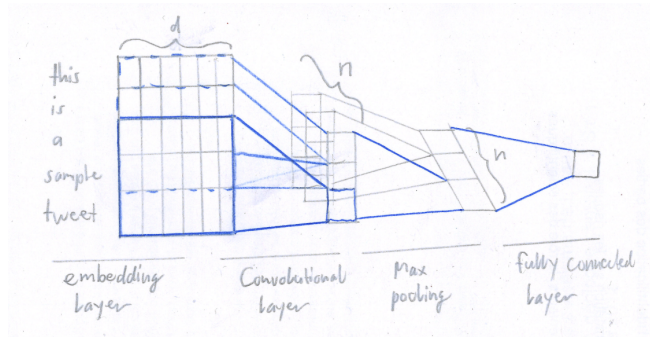 d
this
is
a
sample
tweet
n
n
embedding
layer
Convolutional
layer
Max
pooling
fully connected
layer